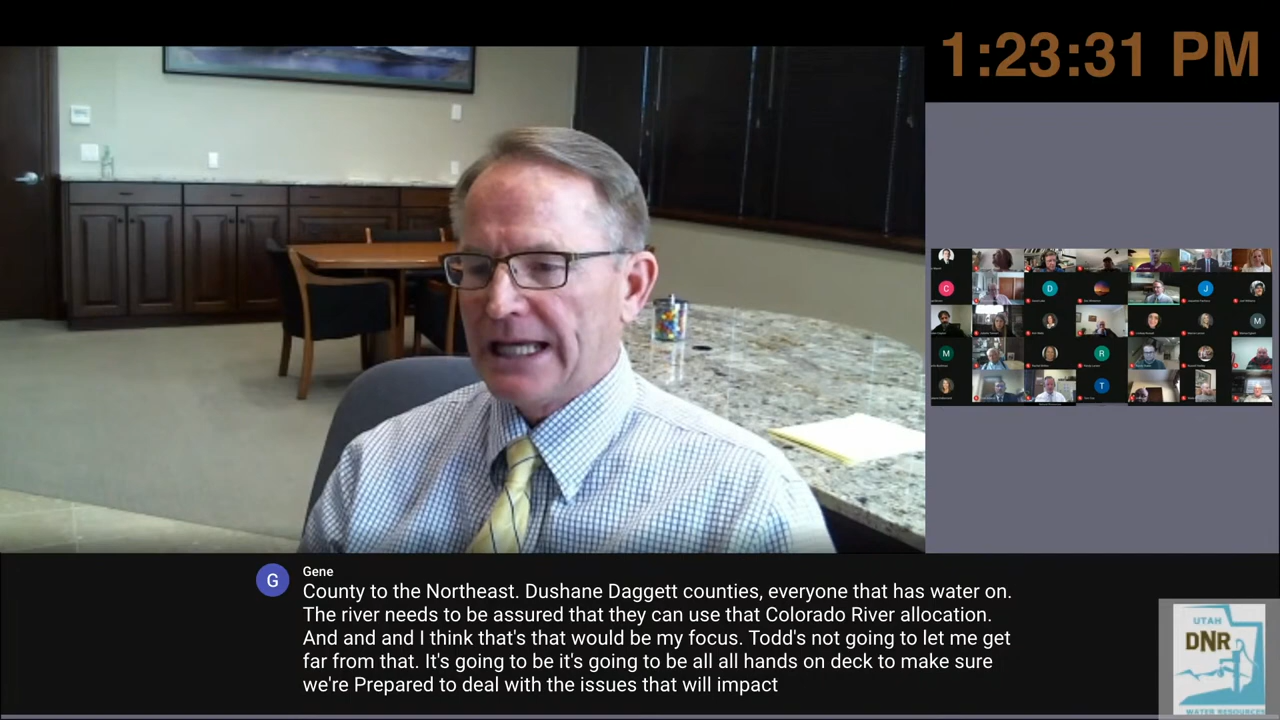 1:23:31 PM
C
D
J
M
M
R
T
G
Gene
County to the Northeast. Dushane Daggett counties, everyone that has water on.
The river needs to be assured that they can use that Colorado River allocation.
And and and I think that's that would be my focus. Todd's not going to let me get
far from that. It's going to be it's going to be all all hands on deck to make sure
we're Prepared to deal with the issues that will impact
UTAH
DNR
WATER RESOURCES